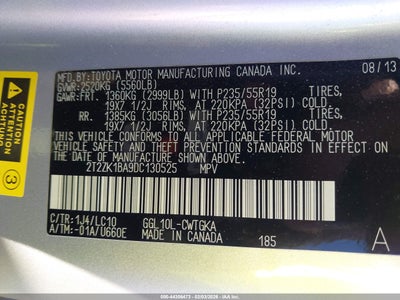 MFD.BY:TOYOTA MOTOR MANUFACTURING CANADA INC. 08/13
GVWR:2520KG (5560LB)
GAWR:FRT. 1360KG (2999LB) P235/55R19
19X7 1/2J RIMS, AT 220KPA (32PSI) COLD.
RR. 1385KG (3056LB) P235/55R19
19X7 1/2J RIMS, AT 220KPA (32PSI) COLD.
THIS VEHICLE CONFORMS TO ALL APPLICABLE FEDERAL MOTOR
VEHICLE SAFETY AND THEFT PREVENTION STANDARDS IN EFFECT
ON THE DATE OF MANUFACTURE SHOWN ABOVE.
2T2ZK1BA9DC130525 MPV
C/TR:1J4/LC10 GGL10L-CWTGKA
A/TM:-01A/U660E MADE IN CANADA 185 A
CAUTION
ATTENTION
ACHTUNG
3